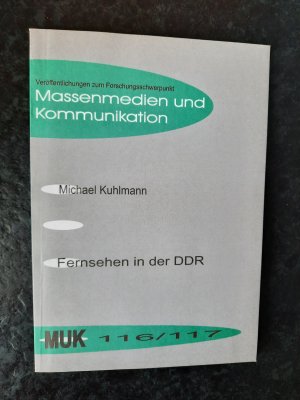 Veröffentlichungen zum Forschungsschwerpunkt
Massenmedien und
Kommunikation
Michael Kuhlmann
Fernsehen in der DDR
MUK 116/117